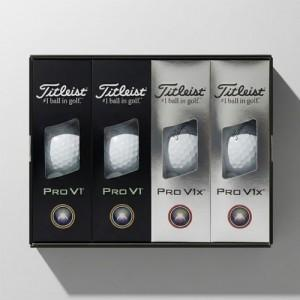 Titleist
#1 ball in golf.
PRO V1
Titleist
#1 ball in golf.
PRO V1
Titleist
#1 ball in golf.
PRO V1x
Titleist
#1 ball in golf.
PRO V1x